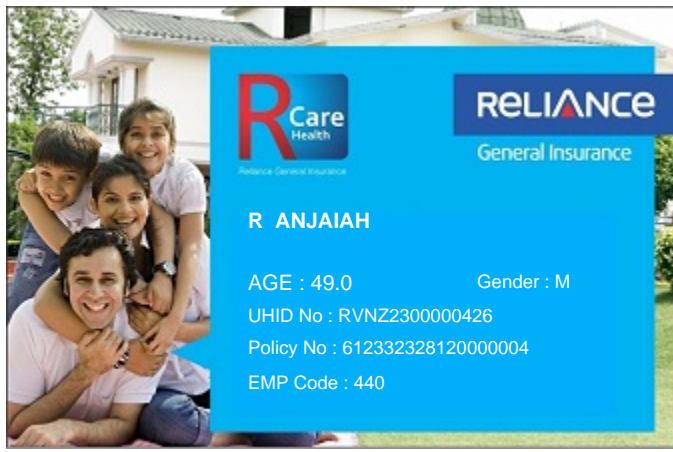 RCare
Health
Reliance General Insurance
RELIANCE
General Insurance
R ANJAIAH
AGE : 49.0 Gender : M
UHID No : RVNZ2300000426
Policy No : 612332328120000004
EMP Code : 440